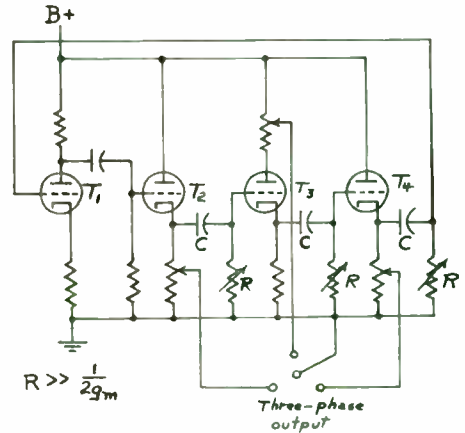 B+
T1
T2
T3
T4
C
C
C
R
R
R
R >> 1/2gm
Three-phase
output